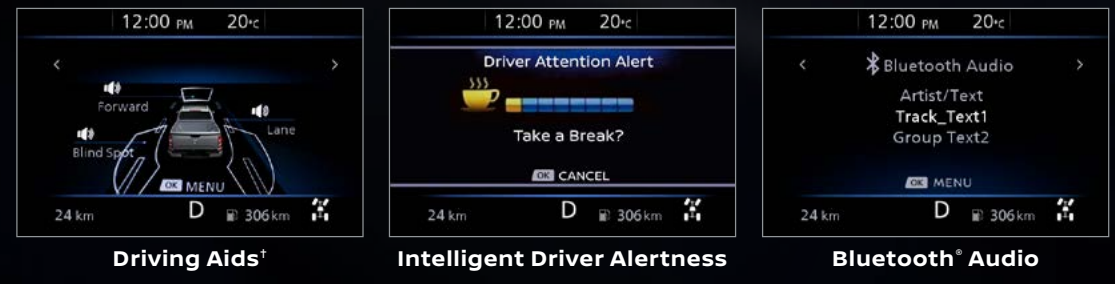 12:00 PM 20°C
< >
Forward
Lane
Blind Spot
OK MENU
24 km D 306 km
Driving Aids†
12:00 PM 20°C
Driver Attention Alert
Take a Break?
OK CANCEL
24 km D 306 km
Intelligent Driver Alertness
12:00 PM 20°C
< Bluetooth Audio >
Artist/Text
Track_Text1
Group Text2
OK MENU
24 km D 306 km
Bluetooth® Audio